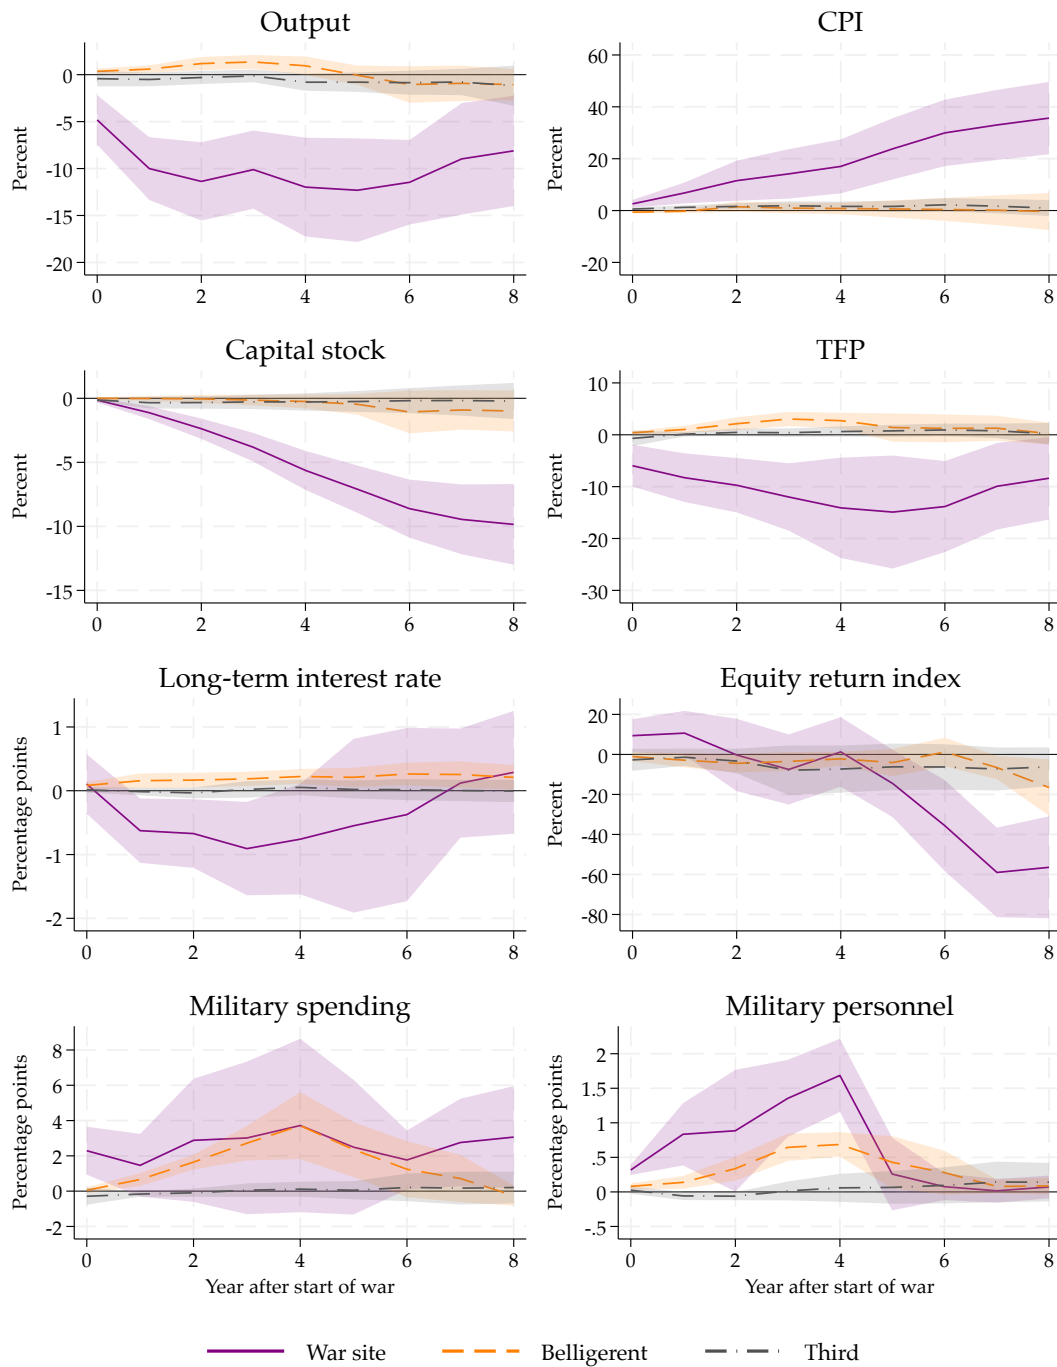 Output
Percent
0
-5
-10
-15
-20
0 2 4 6 8
CPI
Percent
60
40
20
0
-20
0 2 4 6 8
Capital stock
Percent
0
-5
-10
-15
0 2 4 6 8
TFP
Percent
10
0
-10
-20
-30
0 2 4 6 8
Long-term interest rate
Percentage points
1
0
-1
-2
0 2 4 6 8
Equity return index
Percent
20
0
-20
-40
-60
-80
0 2 4 6 8
Military spending
Percentage points
8
6
4
2
0
-2
0 2 4 6 8
Year after start of war
Military personnel
Percentage points
2
1.5
1
.5
0
-.5
0 2 4 6 8
Year after start of war
War site Belligerent Third